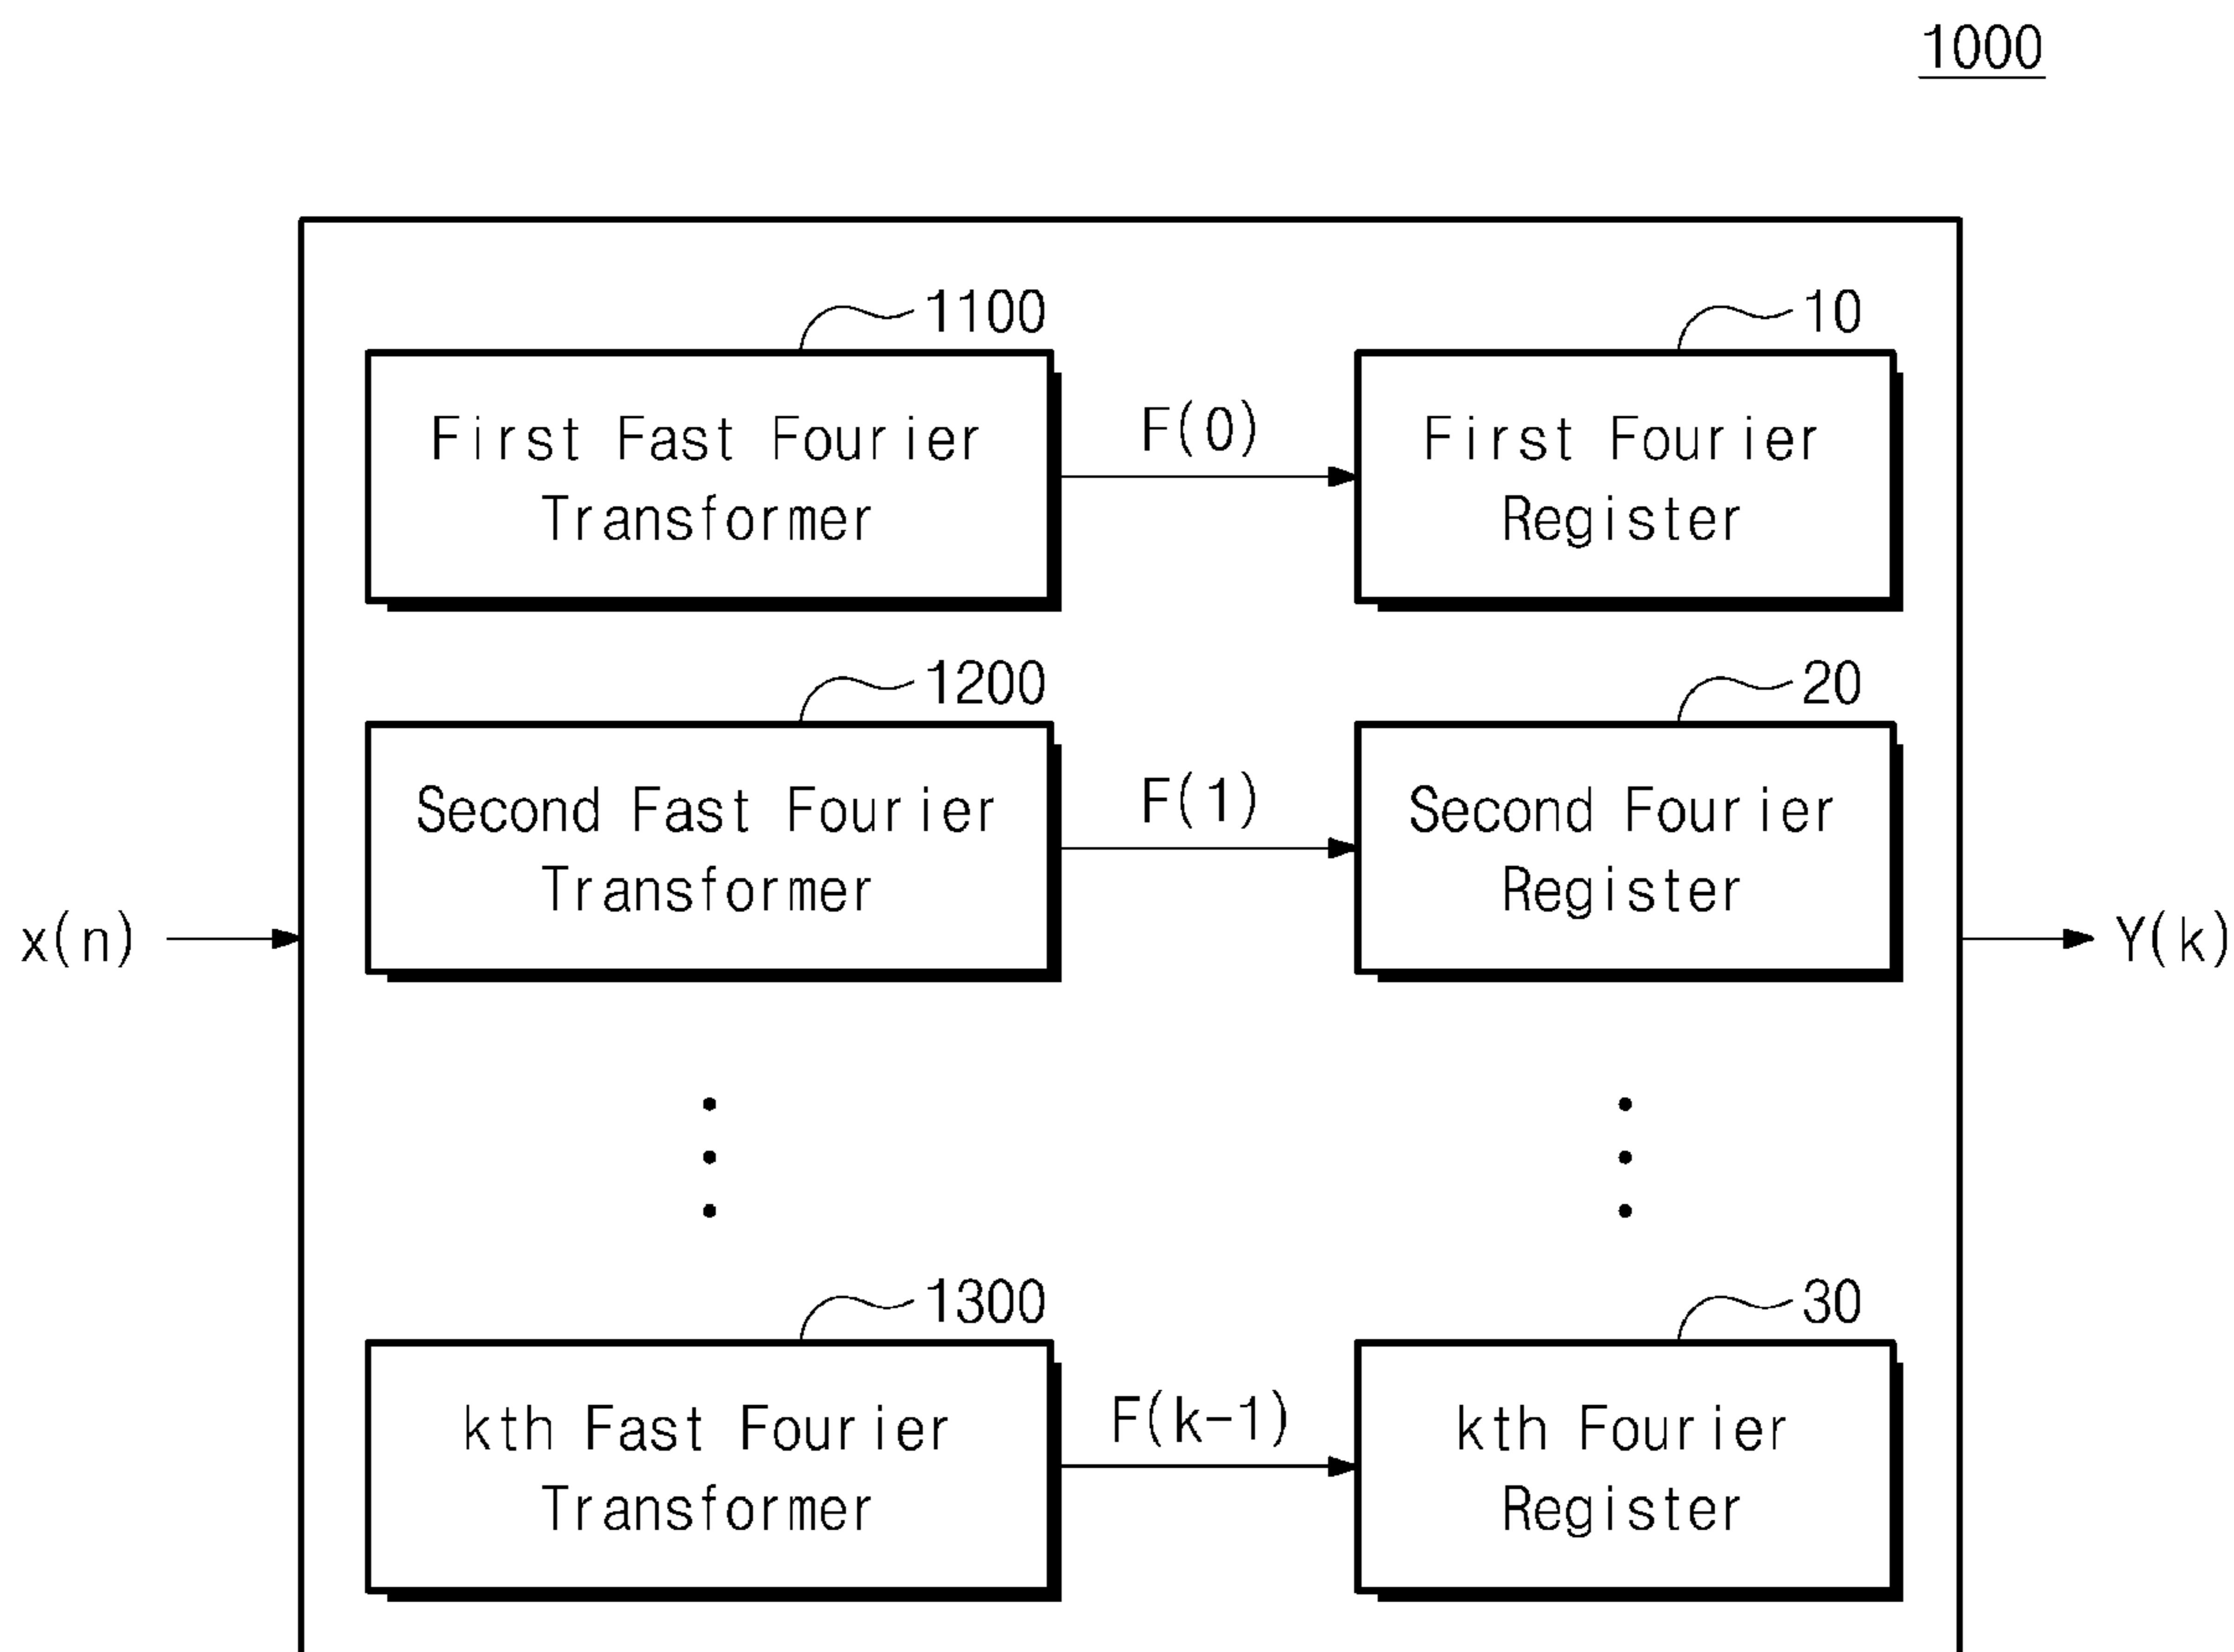 1000
1100
10
First Fast Fourier
Transformer
F(0)
First Fourier
Register
1200
20
Second Fast Fourier
Transformer
F(1)
Second Fourier
Register
x(n)
Y(k)
1300
30
kth Fast Fourier
Transformer
F(k-1)
kth Fourier
Register